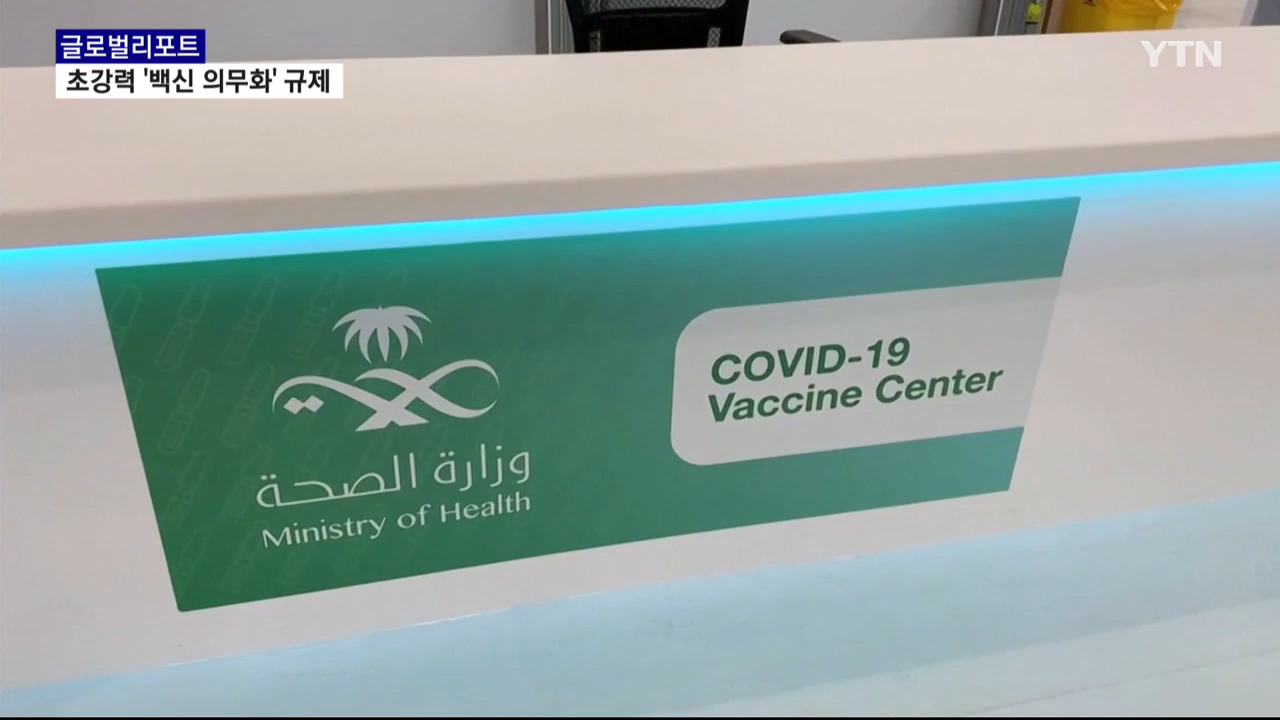 글로벌리포트
초강력 '백신 의무화' 규제
YTN
وزارة الصحة
Ministry of Health
COVID-19
Vaccine Center